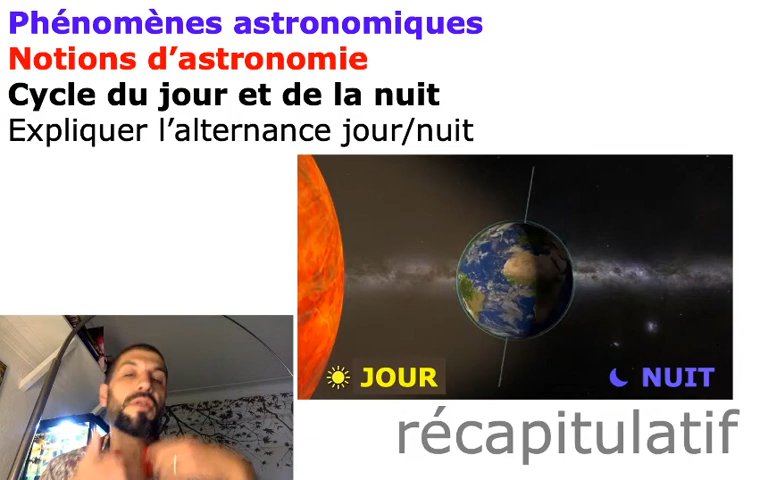 Phénomènes astronomiques
Notions d’astronomie
Cycle du jour et de la nuit
Expliquer l’alternance jour/nuit
JOUR
NUIT
récapitulatif